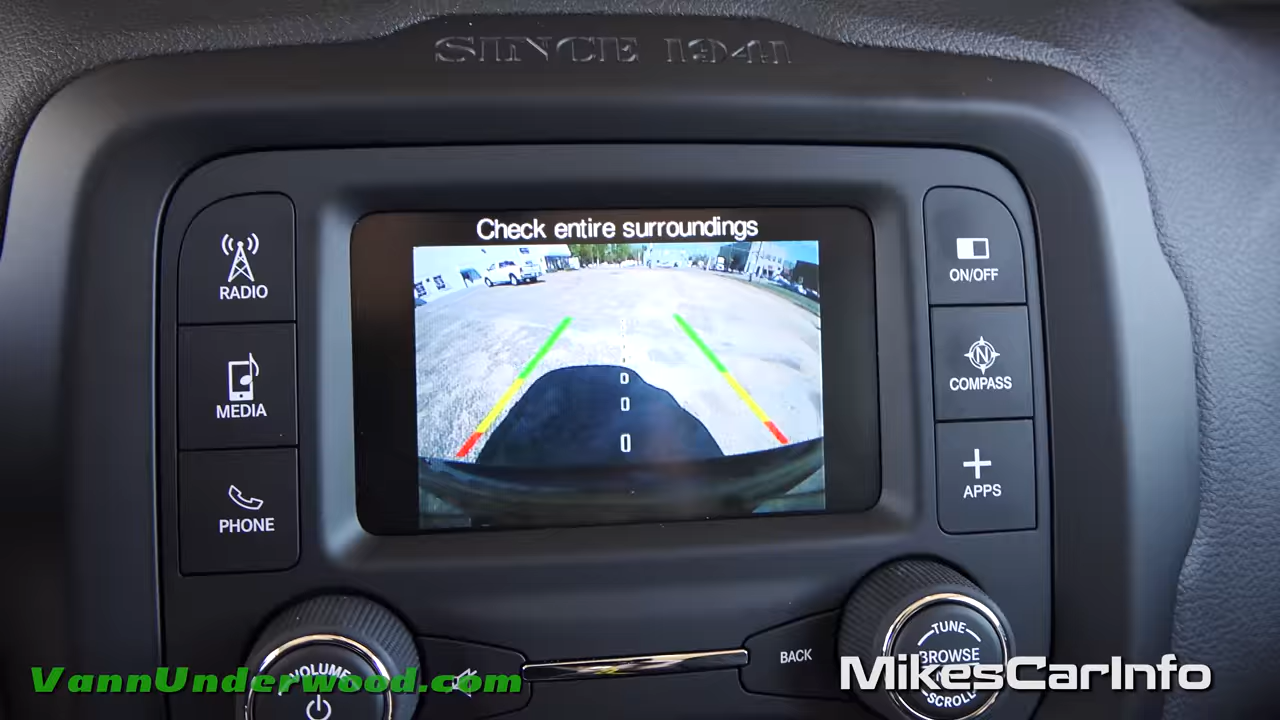 SINCE 1941
Check entire surroundings
RADIO
ON/OFF
MEDIA
N
COMPASS
PHONE
APPS
VOLUME
BACK
TUNE
BROWSE
SCROLL
VannUnderwood.com
MikesCarInfo